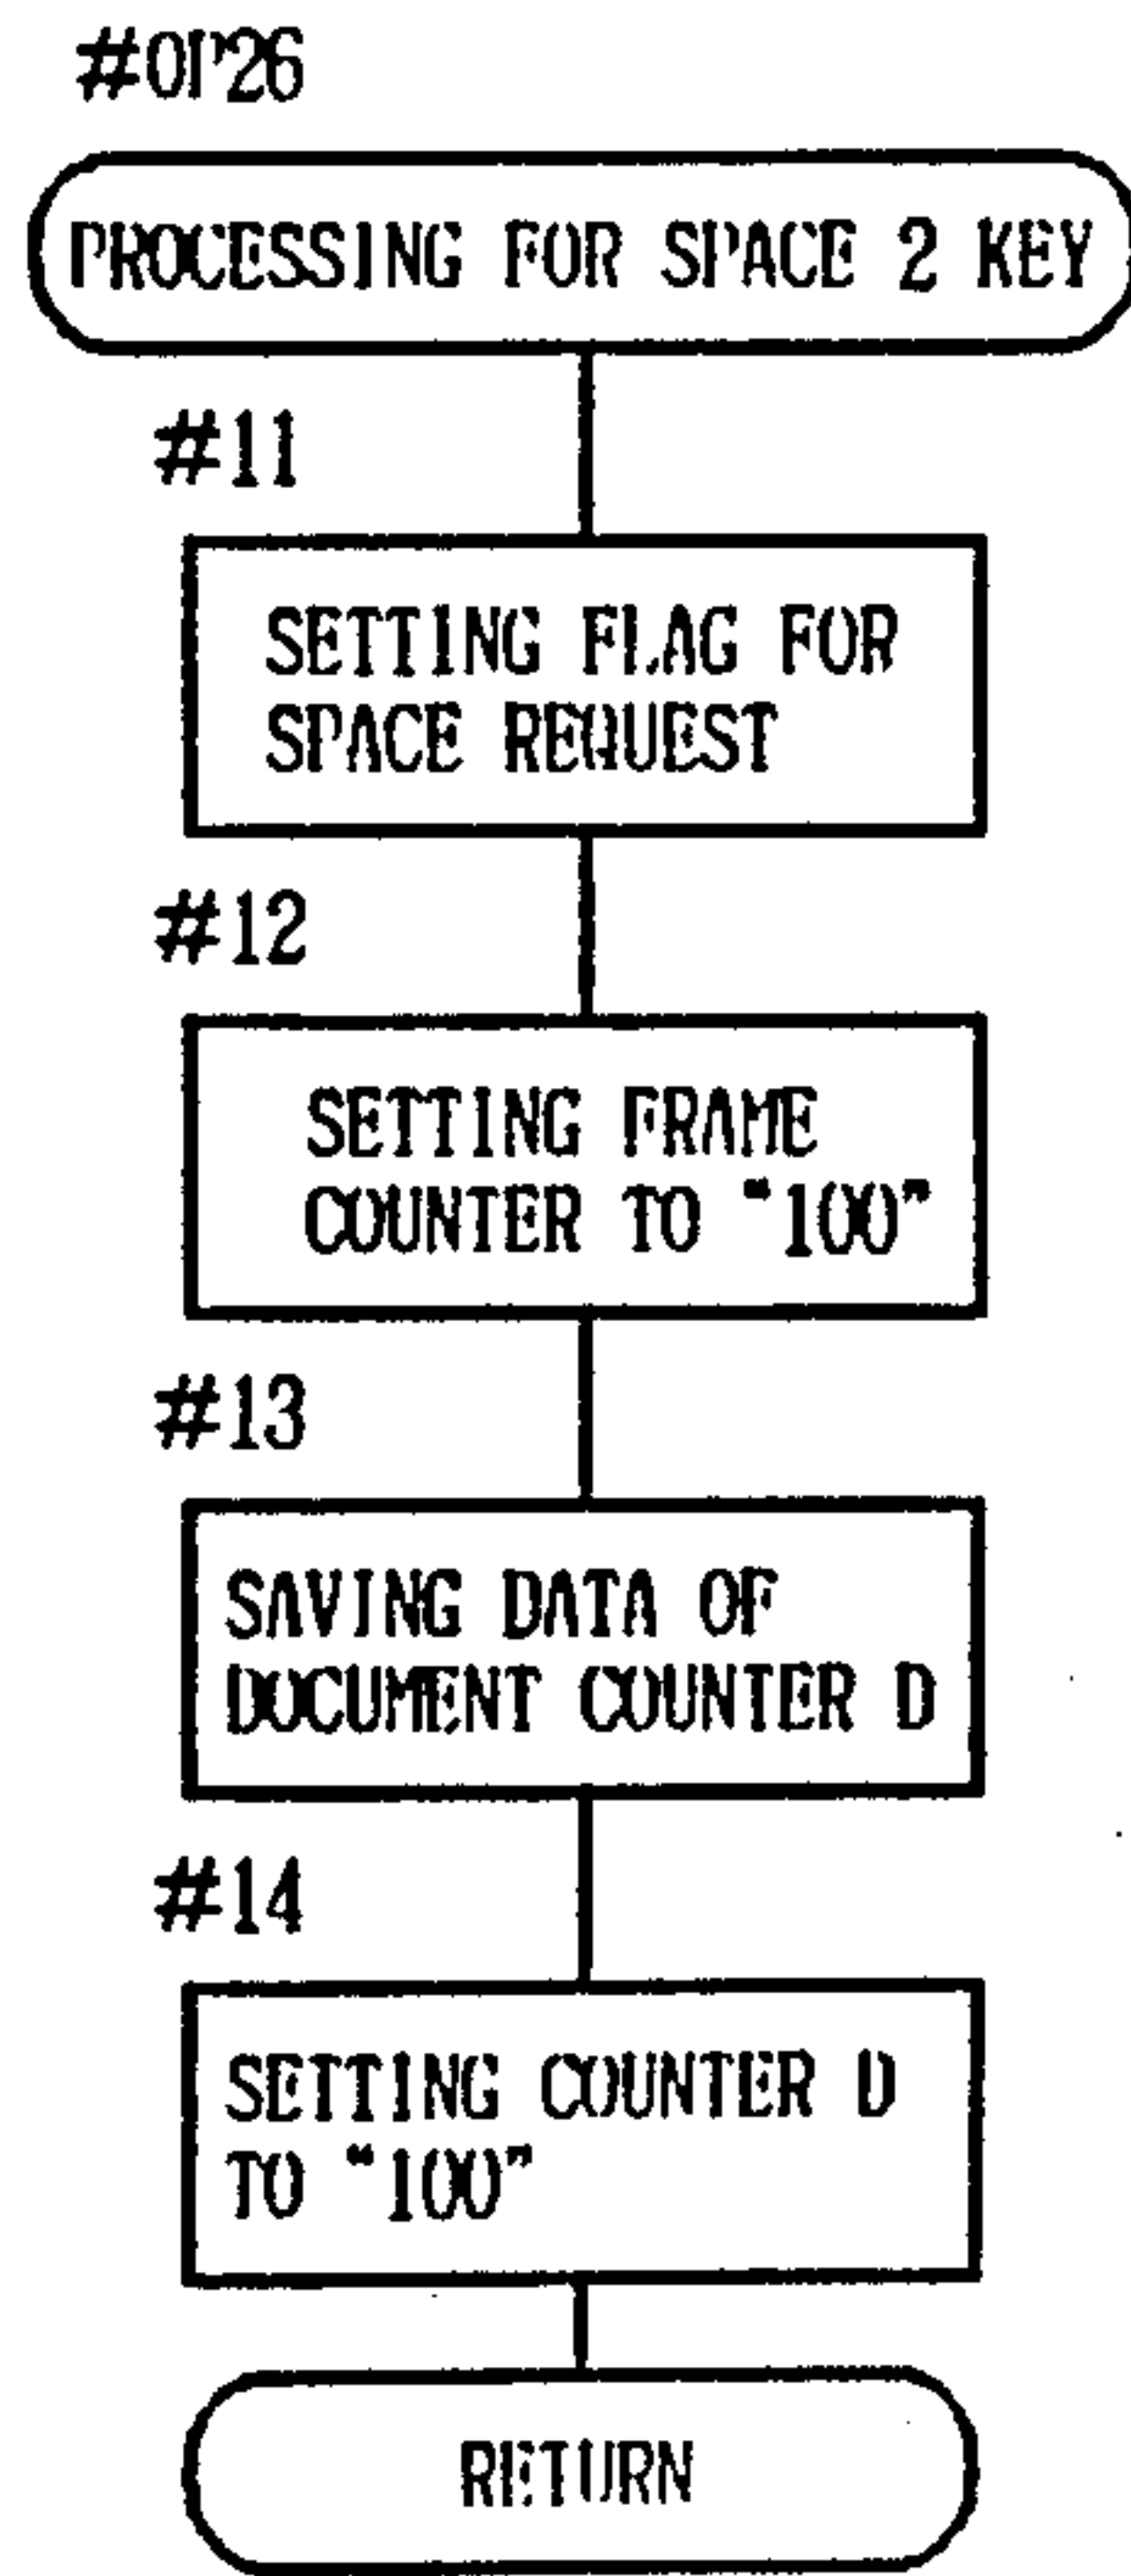 #OP26
PROCESSING FOR SPACE 2 KEY
#11
SETTING FLAG FOR
SPACE REQUEST
#12
SETTING FRAME
COUNTER TO "100"
#13
SAVING DATA OF
DOCUMENT COUNTER D
#14
SETTING COUNTER D
TO "100"
RETURN